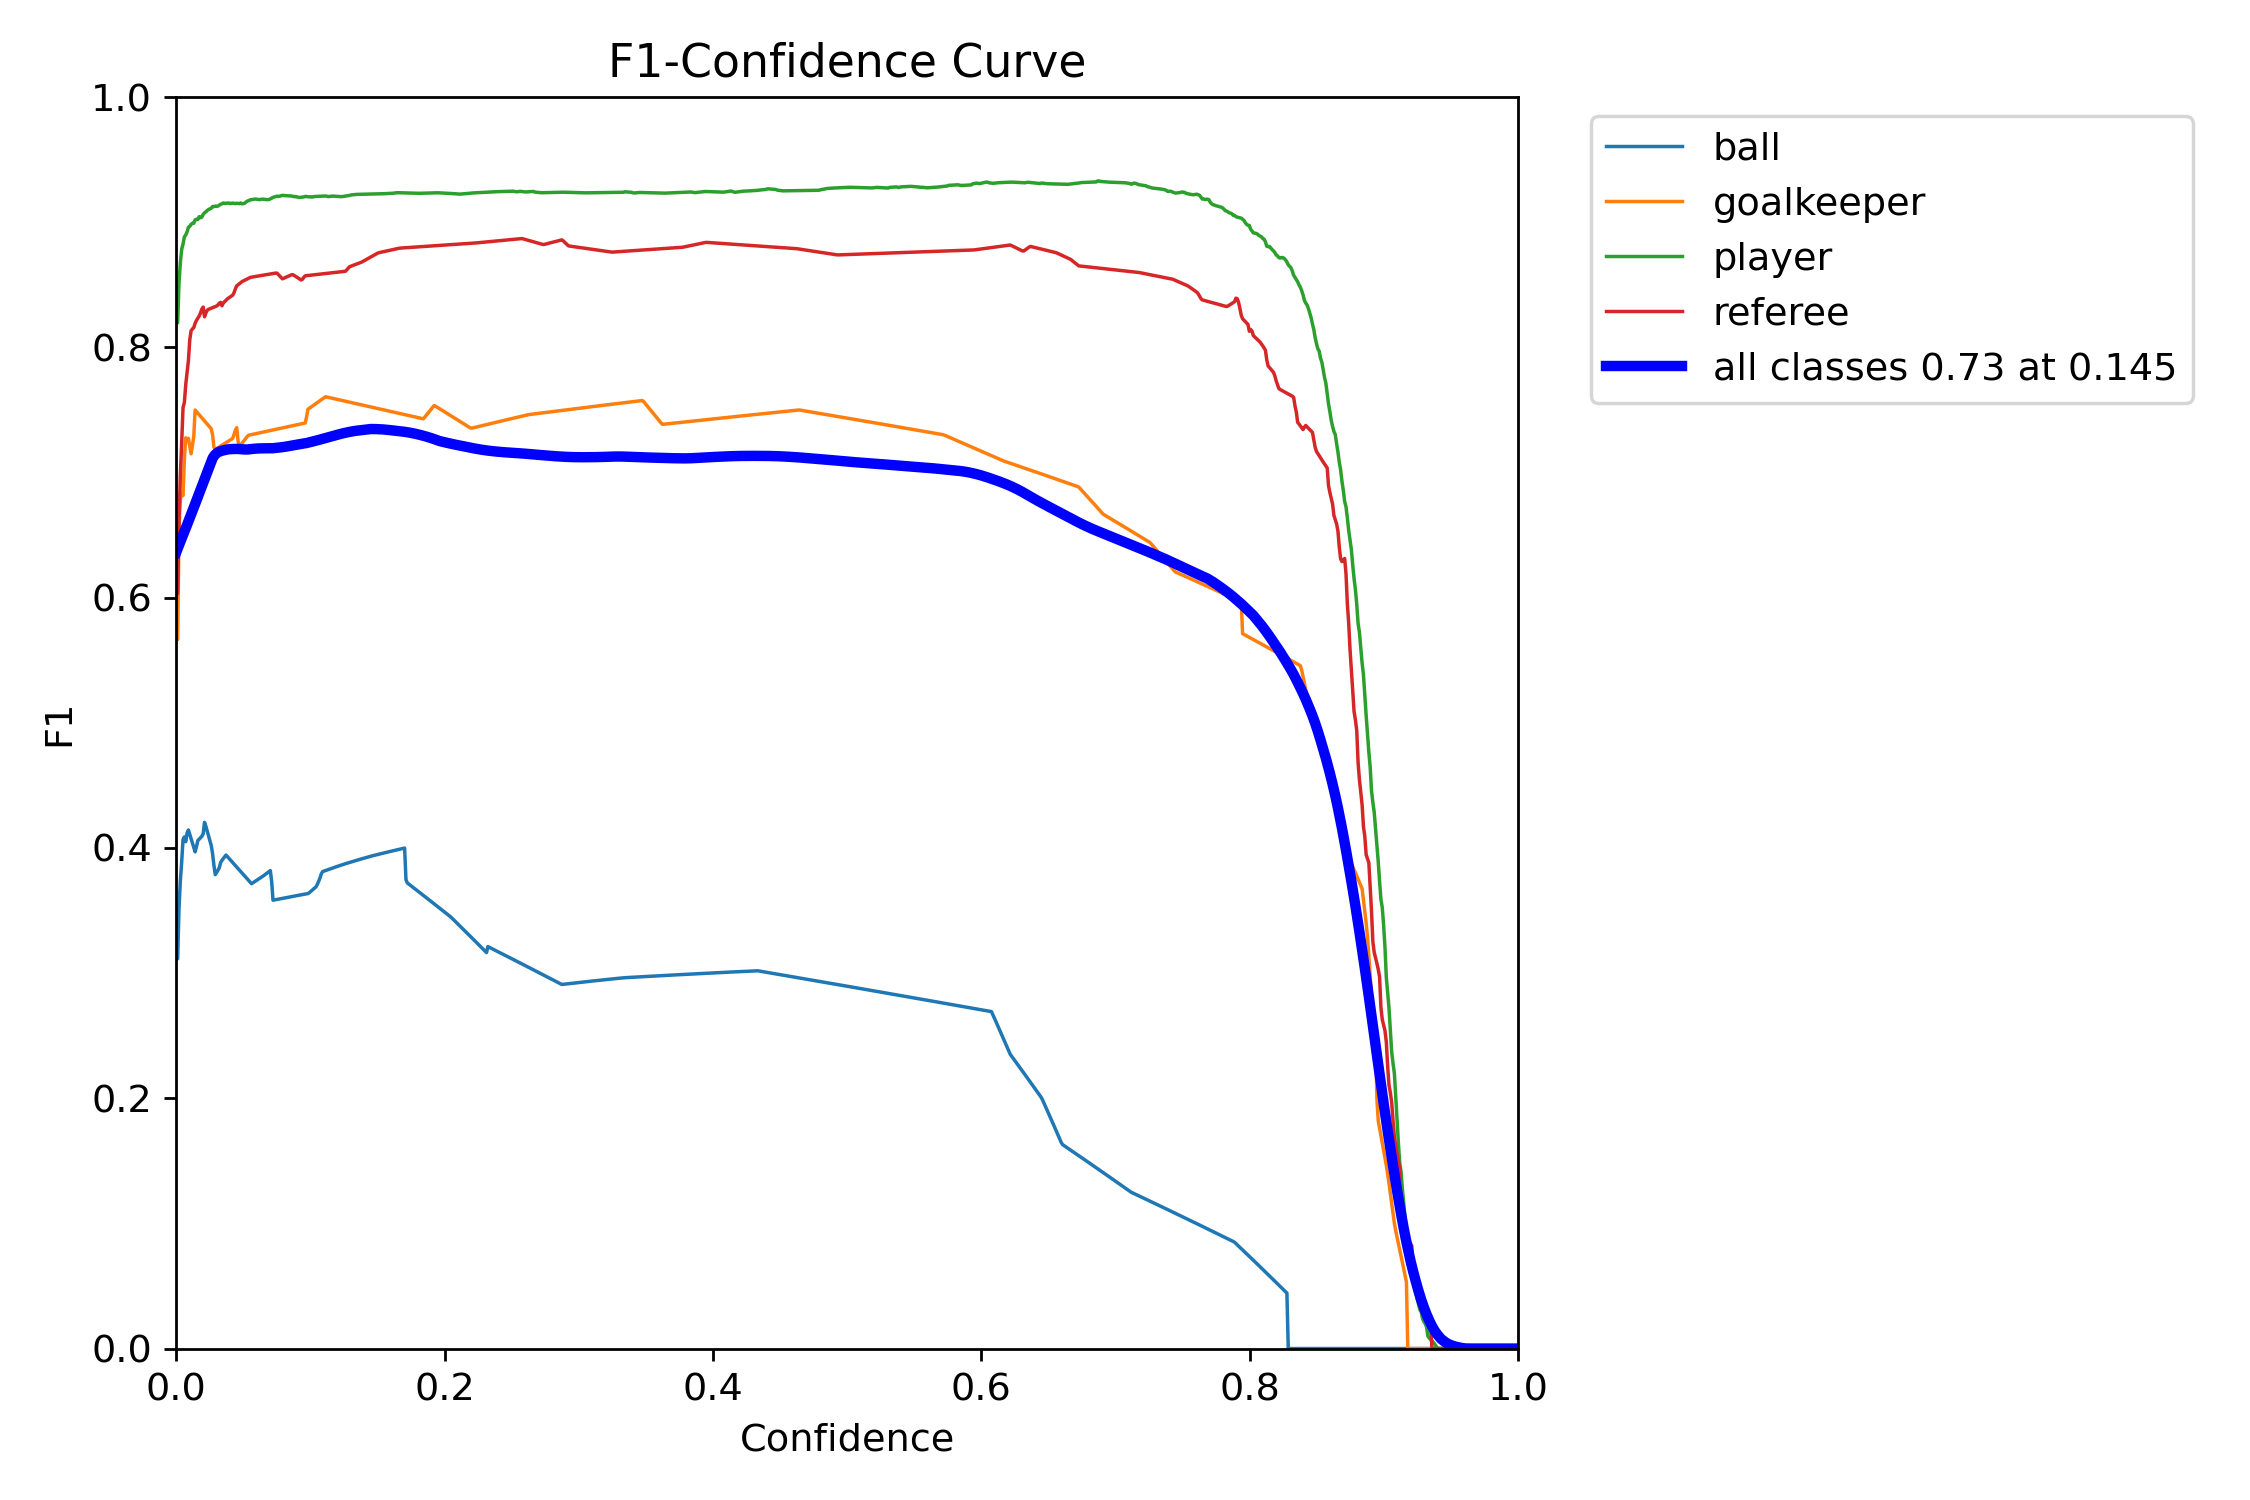 F1-Confidence Curve
1.0
0.8
0.6
0.4
0.2
0.0
F1
0.0 0.2 0.4 0.6 0.8 1.0
Confidence
ball
goalkeeper
player
referee
all classes 0.73 at 0.145